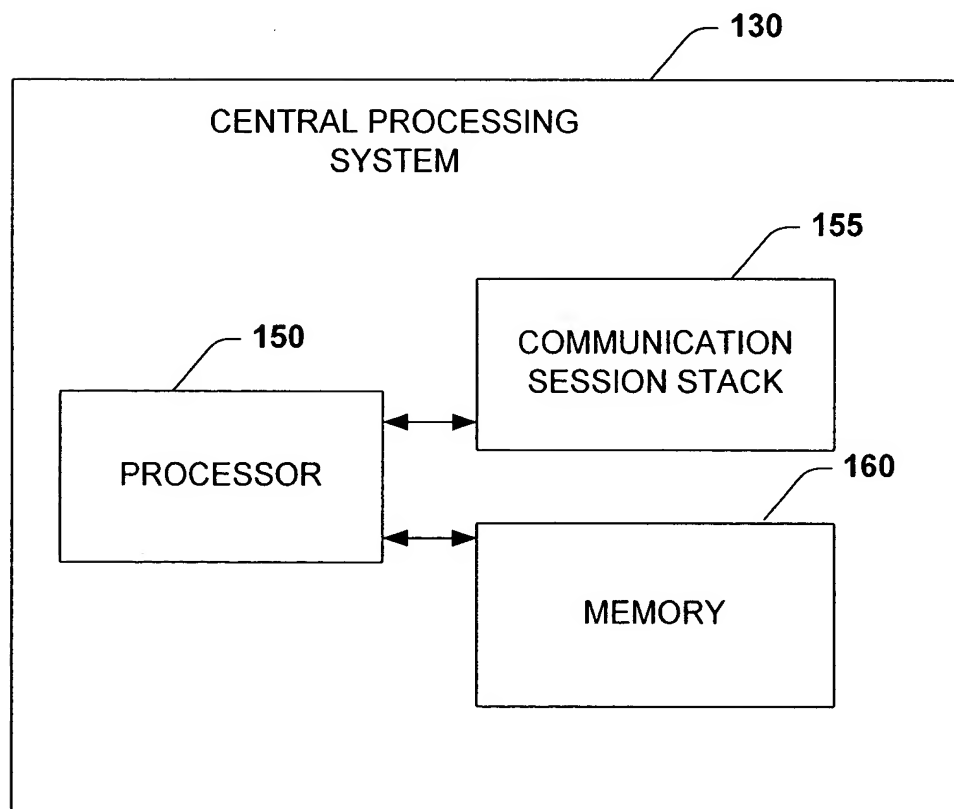 130
CENTRAL PROCESSING
SYSTEM
155
COMMUNICATION
SESSION STACK
150
PROCESSOR
160
MEMORY